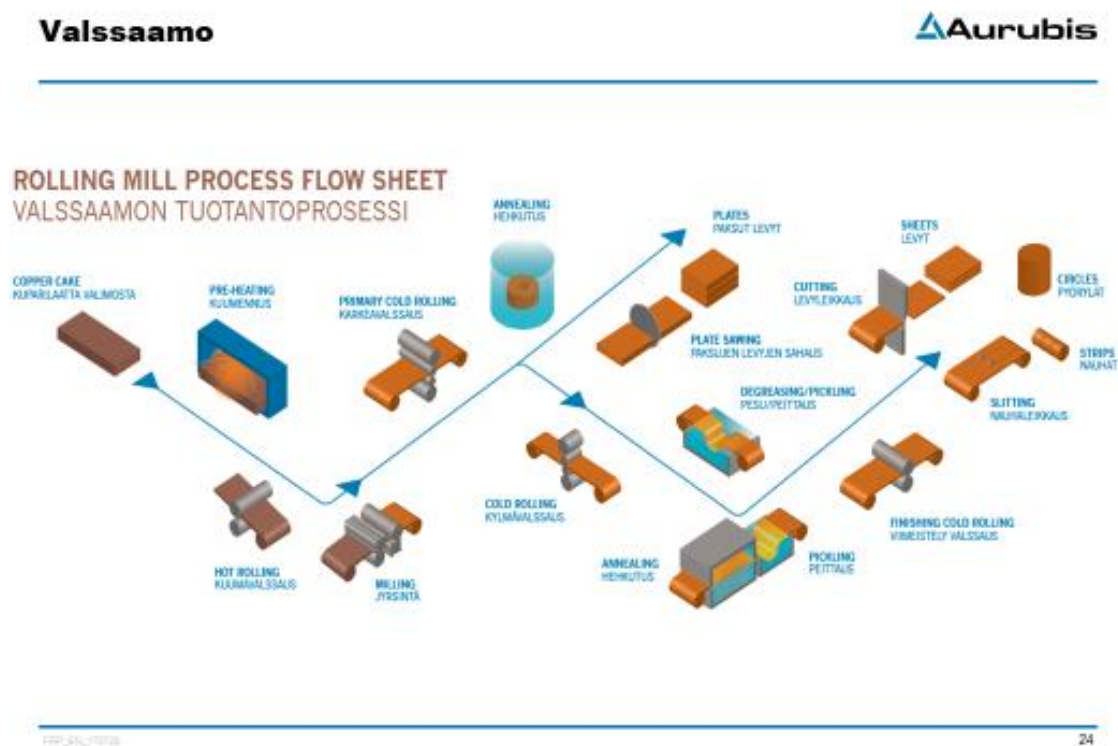 Valssaamo
Aurubis
ROLLING MILL PROCESS FLOW SHEET
VALSSAAMON TUOTANTOPROSESSI
COPPER CAKE
KUPARILAATTA VALIMOSTA
PRE-HEATING
KUUMENNUS
PRIMARY COLD ROLLING
KARKEAVALSSAUS
ANNEALING
HEHKUTUS
PLATES
PAKSUT LEVYT
SHEETS
LEVYT
CIRCLES
PYÖRYLÄT
CUTTING
LEVYLEIKKAUS
PLATE SAWING
PAKSUJEN LEVYJEN SAHAUS
STRIPS
NAUHAT
SLITTING
NAUHALEIKKAUS
DEGREASING/PICKLING
PESU/PEITTAUS
HOT ROLLING
KUUMAVALSSAUS
MILLING
JYRSINTÄ
COLD ROLLING
KYLMÄVALSSAUS
ANNEALING
HEHKUTUS
PICKLING
PEITTAUS
FINISHING COLD ROLLING
VIIMEISTELY VALSSAUS
24